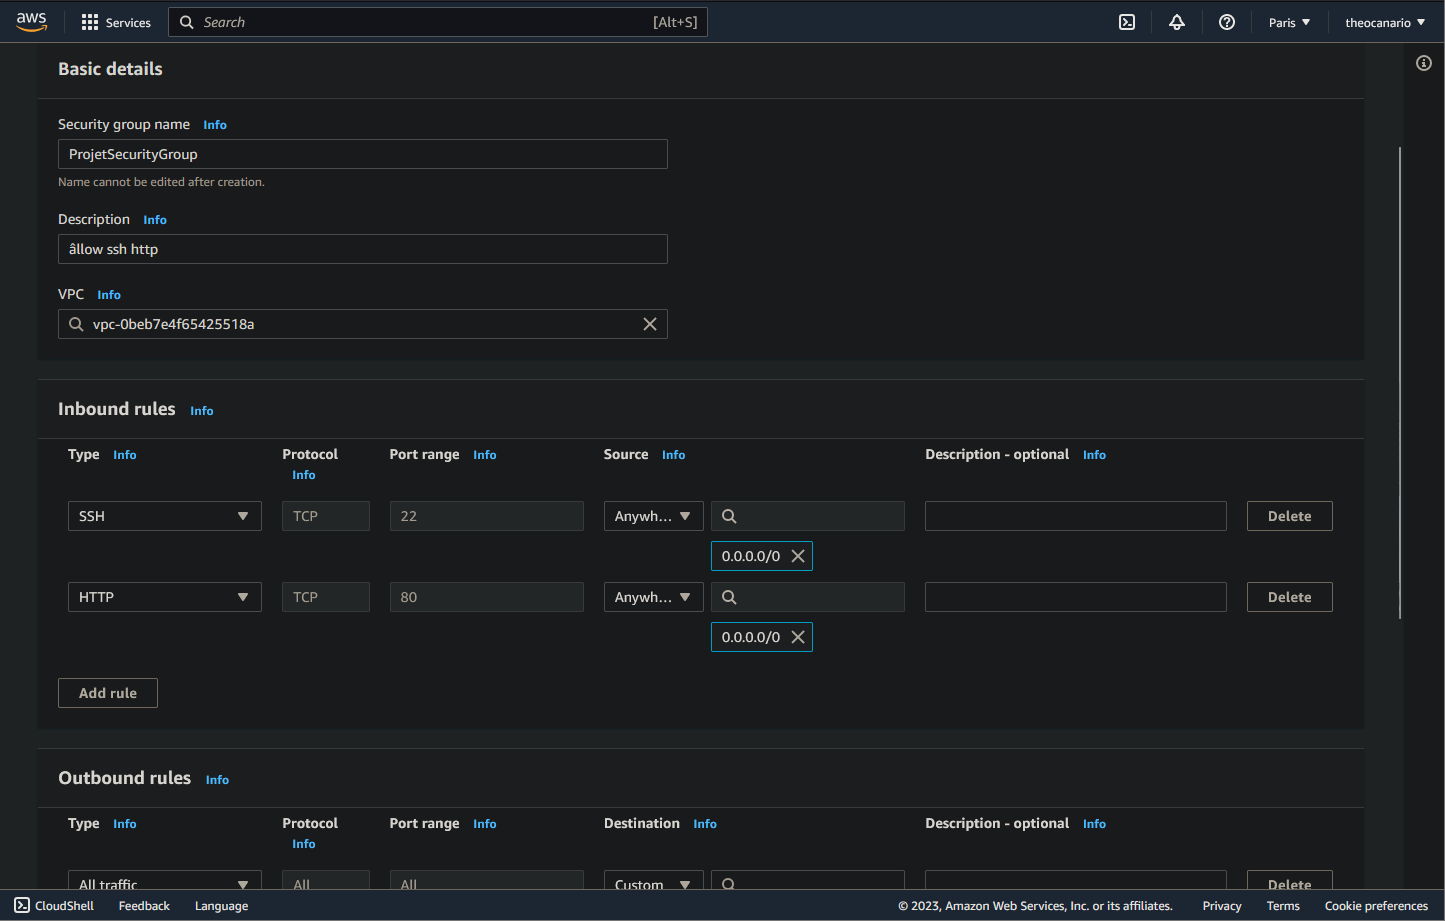 aws Services Search [Alt+S] Paris theocanario
Basic details
Security group name Info
ProjetSecurityGroup
Name cannot be edited after creation.
Description Info
âllow ssh http
VPC Info
vpc-0beb7e4f65425518a
Inbound rules Info
Type Info Protocol Info Port range Info Source Info Description - optional Info
SSH TCP 22 Anywh... Delete
0.0.0.0/0
HTTP TCP 80 Anywh... Delete
0.0.0.0/0
Add rule
Outbound rules Info
Type Info Protocol Info Port range Info Destination Info Description - optional Info
All traffic All All Custom Delete
CloudShell Feedback Language © 2023, Amazon Web Services, Inc. or its affiliates. Privacy Terms Cookie preferences